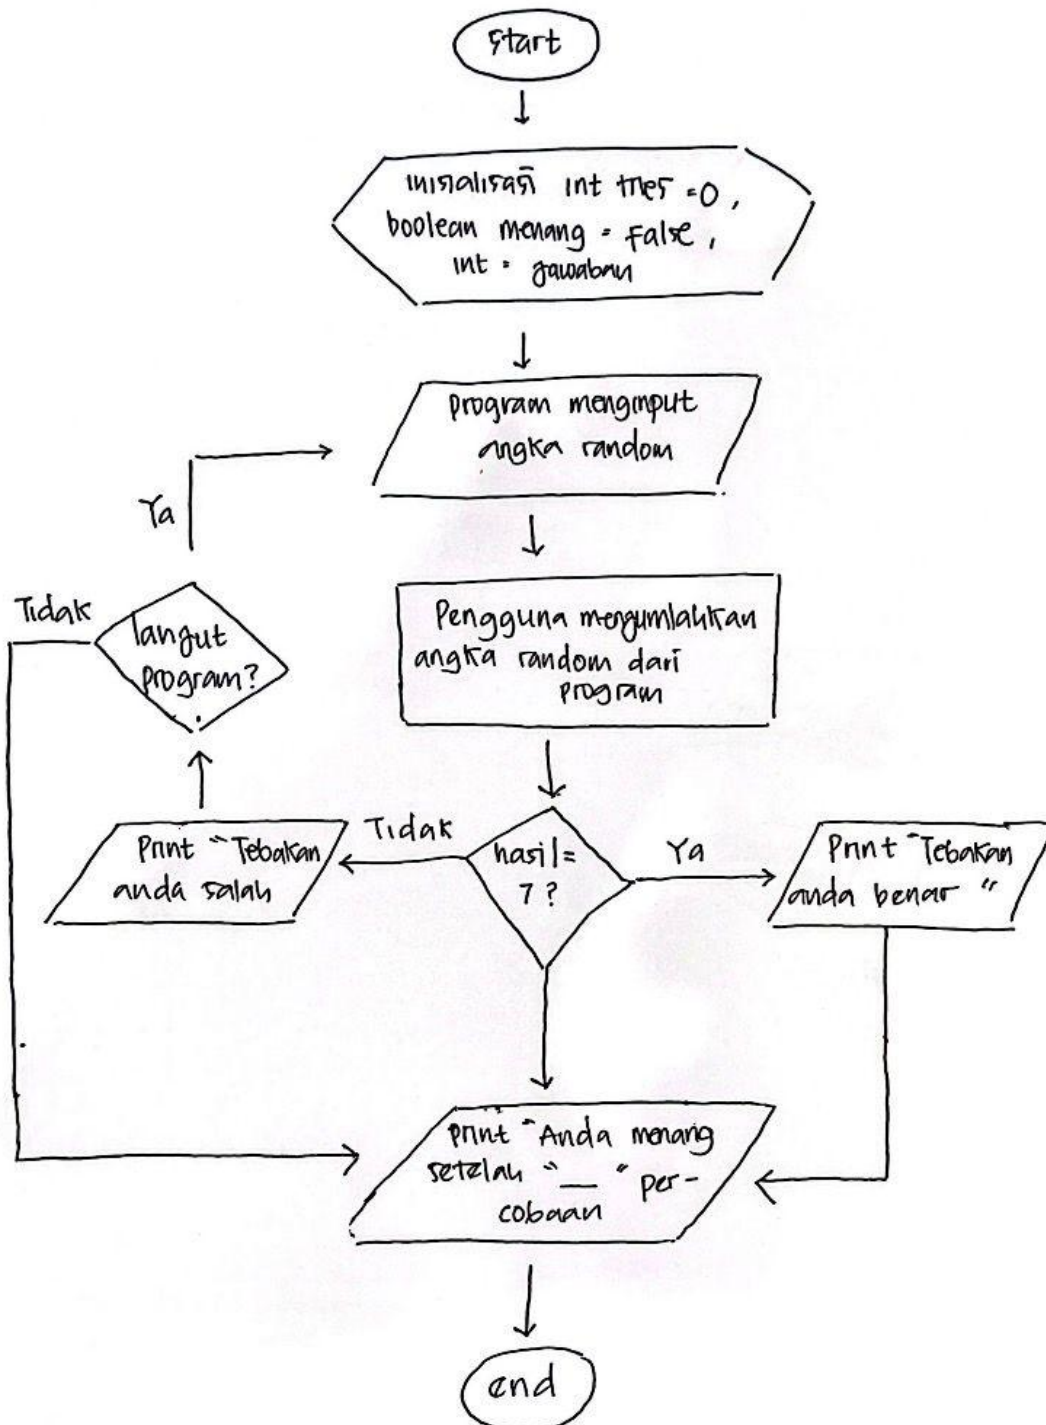 start
inisialisasi int tries = 0,
boolean menang = false,
int = jawaban
program menginput
angka random
Ya
Pengguna menjumlahkan
angka random dari
program
Tidak
lanjut
program?
Print "Tebakan
anda salah
Tidak
hasil =
7 ?
Ya
Print "Tebakan
anda benar "
print "Anda menang
setelah "__" per-
cobaan
end